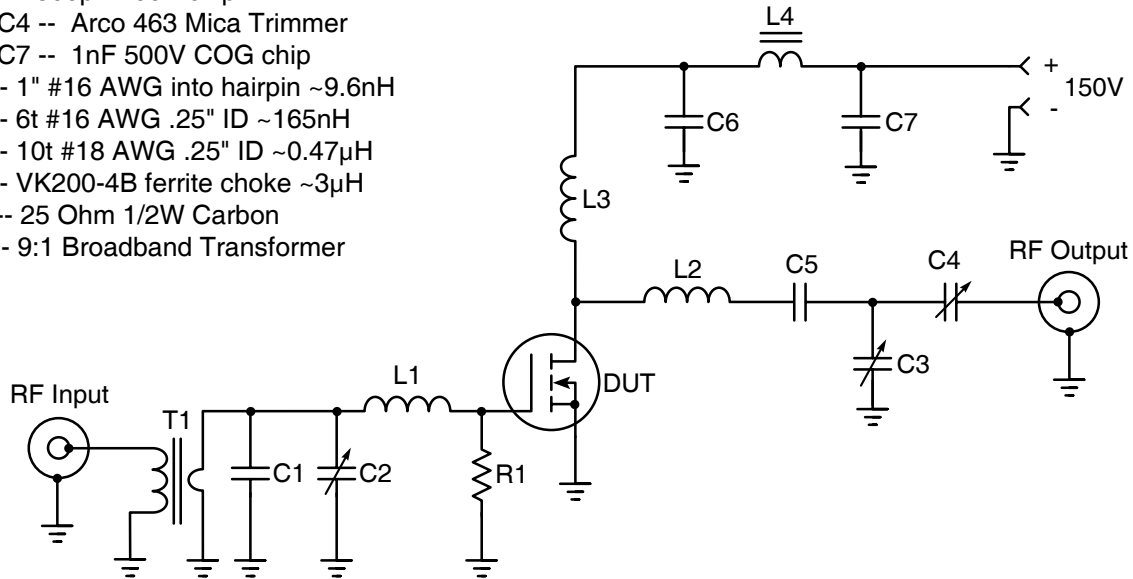 C4 -- Arco 463 Mica Trimmer
C7 -- 1nF 500V COG chip
- 1" #16 AWG into hairpin ~9.6nH
- 6t #16 AWG .25" ID ~165nH
- 10t #18 AWG .25" ID ~0.47µH
- VK200-4B ferrite choke ~3µH
-- 25 Ohm 1/2W Carbon
- 9:1 Broadband Transformer
L4
+
150V
-
C6
C7
L3
RF Output
L2
C5
C4
C3
DUT
L1
RF Input
T1
C1
C2
R1